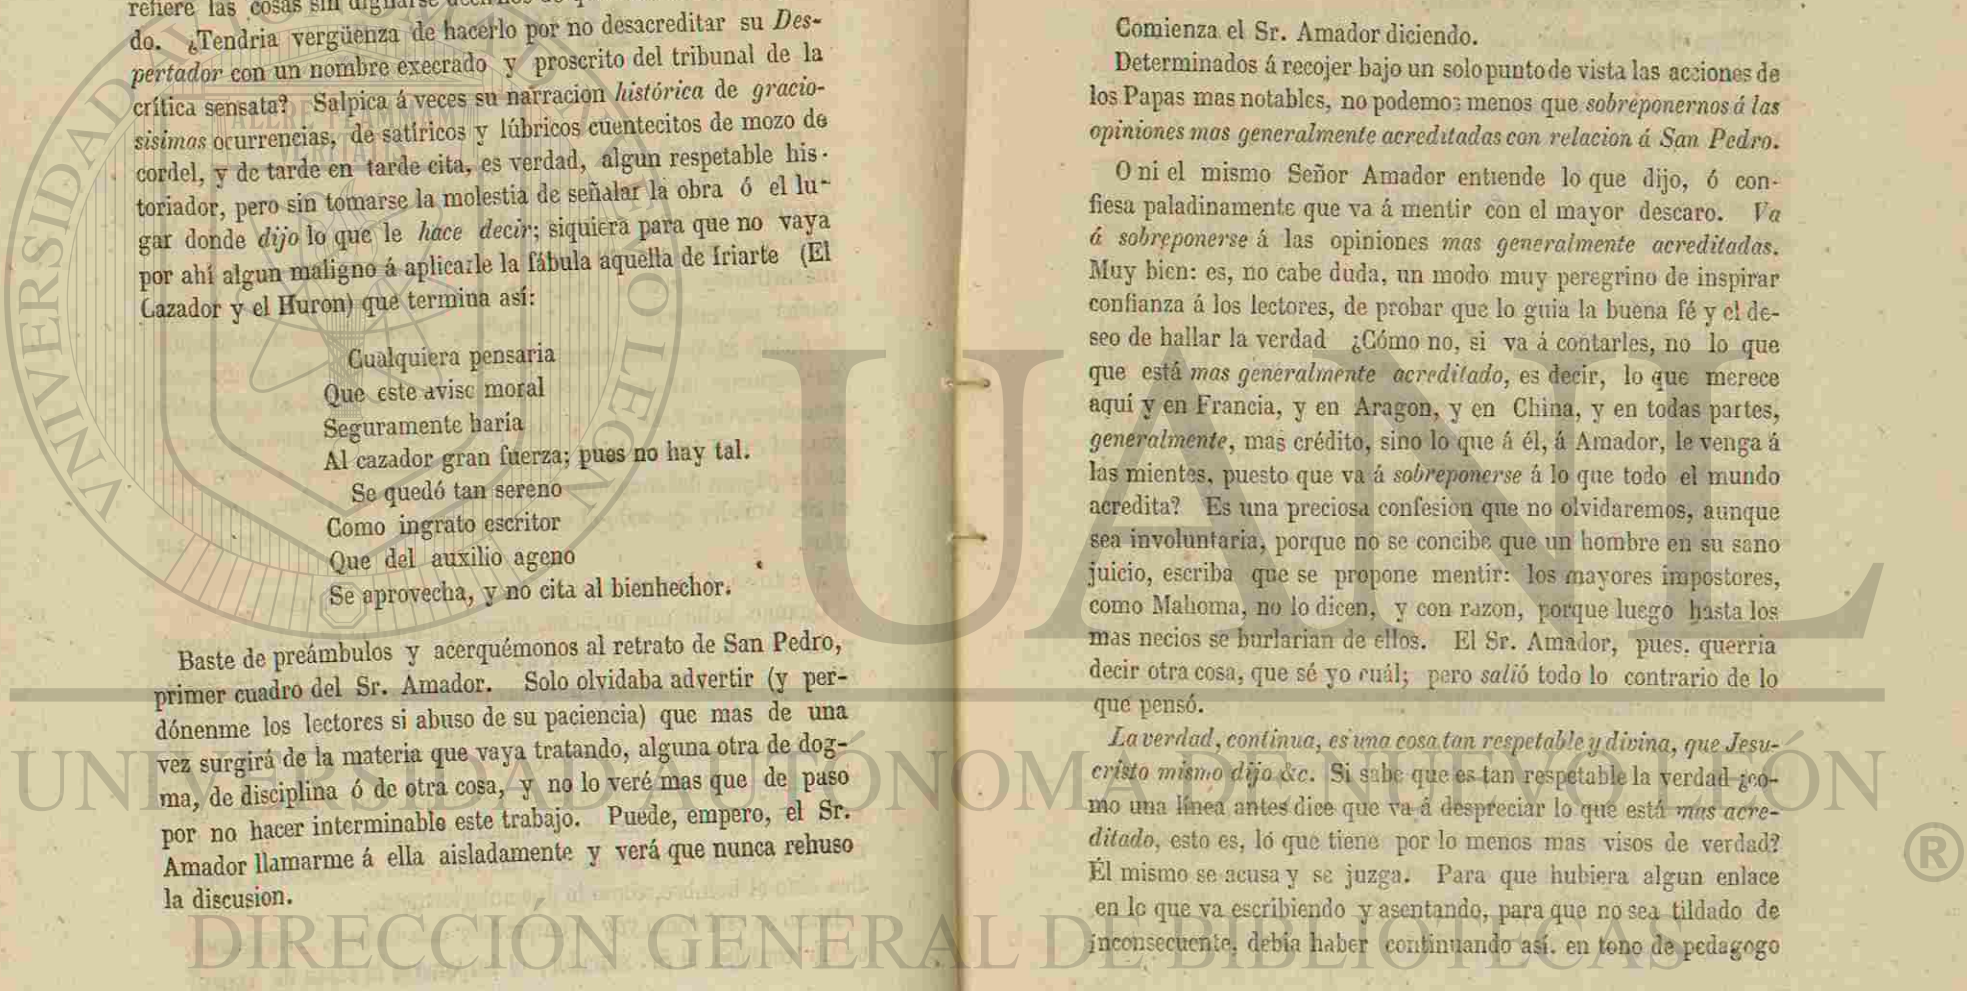 refiere las cosas sin dignarse
do. ¿Tendria vergüenza de hacerlo por no desacreditar su Des-
pertador con un nombre execrado y proscrito del tribunal de la
crítica sensata? Salpica á veces su narracion histórica de gracio-
sisimas ocurrencias, de satíricos y lúbricos cuentecitos de mozo de
cordel, y de tarde en tarde cita, es verdad, algun respetable his-
toriador, pero sin tomarse la molestia de señalar la obra ó el lu-
gar donde dijo lo que le hace decir; siquiera para que no vaya
por ahí algun maligno á aplicarle la fábula aquella de Iriarte (El
Cazador y el Huron) que termina así:
Cualquiera pensaria
Que este aviso moral
Seguramente haría
Al cazador gran fuerza; pues no hay tal.
Se quedó tan sereno
Como ingrato escritor
Que del auxilio ageno
Se aprovecha, y no cita al bienhechor.
Baste de preámbulos y acerquémonos al retrato de San Pedro,
primer cuadro del Sr. Amador. Solo olvidaba advertir (y per-
dónenme los lectores si abuso de su paciencia) que mas de una
vez surgirá de la materia que vaya tratando, alguna otra de dog-
ma, de disciplina ó de otra cosa, y no lo veré mas que de paso
por no hacer interminable este trabajo. Puede, empero, el Sr.
Amador llamarme á ella aisladamente y verá que nunca rehuso
la discusion.
Comienza el Sr. Amador diciendo.
Determinados á recojer bajo un solo punto de vista las acciones de
los Papas mas notables, no podemos menos que sobreponernos á las
opiniones mas generalmente acreditadas con relacion á San Pedro.
O ni el mismo Señor Amador entiende lo que dijo, ó con-
fiesa paladinamente que va á mentir con el mayor descaro. Va
á sobreponerse á las opiniones mas generalmente acreditadas.
Muy bien: es, no cabe duda, un modo muy peregrino de inspirar
confianza á los lectores, de probar que lo guia la buena fé y el de-
seo de hallar la verdad ¿Cómo no, si va á contarles, no lo que
que está mas generalmente acreditado, es decir, lo que merece
aquí y en Francia, y en Aragon, y en China, y en todas partes,
generalmente, mas crédito, sino lo que á él, á Amador, le venga á
las mientes, puesto que va á sobreponerse á lo que todo el mundo
acredita? Es una preciosa confesion que no olvidaremos, aunque
sea involuntaria, porque no se concibe que un hombre en su sano
juicio, escriba que se propone mentir: los mayores impostores,
como Mahoma, no lo dicen, y con razon, porque luego hasta los
mas necios se burlarian de ellos. El Sr. Amador, pues, querria
decir otra cosa, que sé yo cuál; pero salió todo lo contrario de lo
que pensó.
La verdad, continua, es una cosa tan respetable y divina, que Jesu-
cristo mismo dijo &c. Si sabe que es tan respetable la verdad ¿có-
mo una línea antes dice que va á despreciar lo que está mas acre-
ditado, esto es, ló que tiene por lo menos mas visos de verdad?
Él mismo se acusa y se juzga. Para que hubiera algun enlace
en lo que va escribiendo y asentando, para que no sea tildado de
inconsecuente, debia haber continuando así. en tono de pedagogo
UANL
UNIVERSIDAD AUTÓNOMA DE NUEVO LEÓN
®
DIRECCIÓN GENERAL DE BIBLIOTECAS